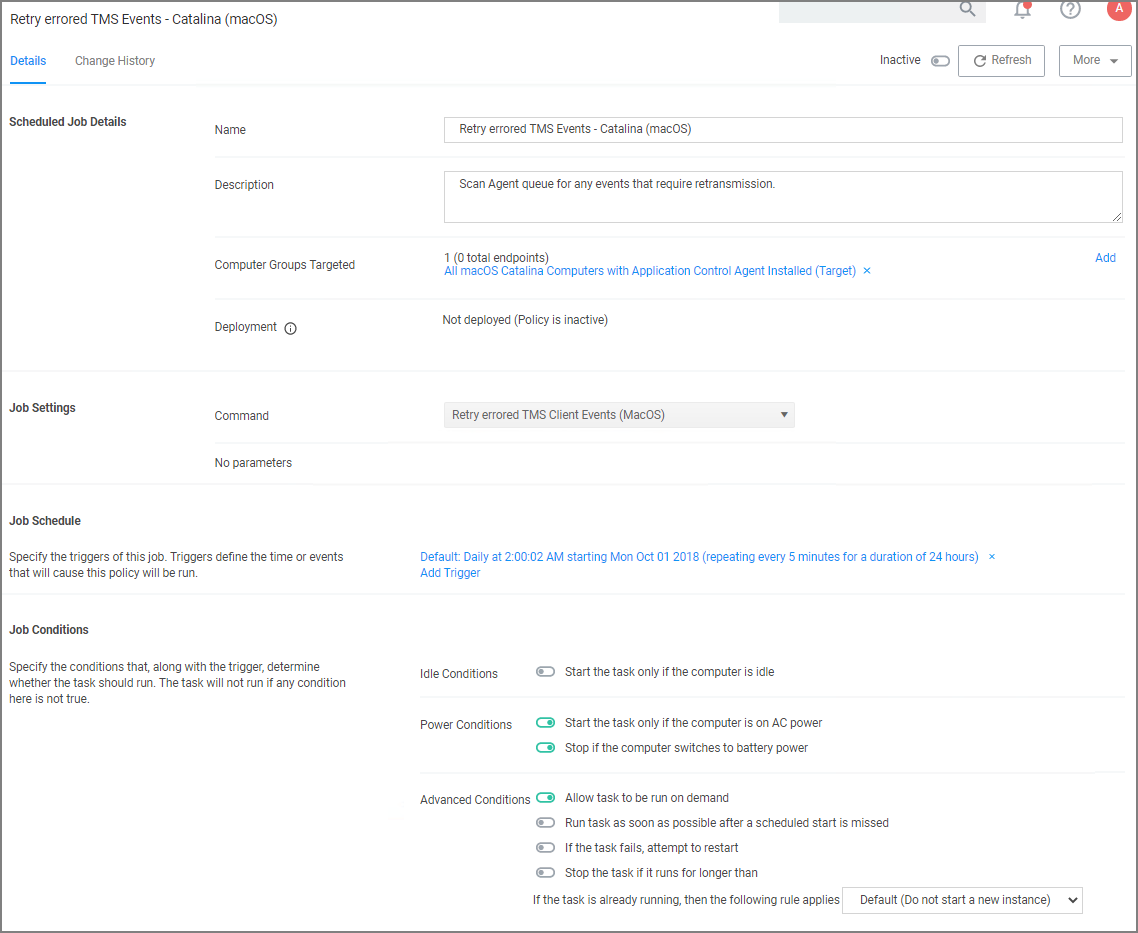 Retry errored TMS Events - Catalina (macOS)
A
Details
Change History
Inactive
Refresh
More
Scheduled Job Details
Name
Retry errored TMS Events - Catalina (macOS)
Description
Scan Agent queue for any events that require retransmission.
Computer Groups Targeted
1 (0 total endpoints)
Add
All macOS Catalina Computers with Application Control Agent Installed (Target) ×
Deployment
Not deployed (Policy is inactive)
Job Settings
Command
Retry errored TMS Client Events (MacOS)
No parameters
Job Schedule
Specify the triggers of this job. Triggers define the time or events
that will cause this policy will be run.
Default: Daily at 2:00:02 AM starting Mon Oct 01 2018 (repeating every 5 minutes for a duration of 24 hours) ×
Add Trigger
Job Conditions
Specify the conditions that, along with the trigger, determine
whether the task should run. The task will not run if any condition
here is not true.
Idle Conditions
Start the task only if the computer is idle
Power Conditions
Start the task only if the computer is on AC power
Stop if the computer switches to battery power
Advanced Conditions
Allow task to be run on demand
Run task as soon as possible after a scheduled start is missed
If the task fails, attempt to restart
Stop the task if it runs for longer than
If the task is already running, then the following rule applies
Default (Do not start a new instance)